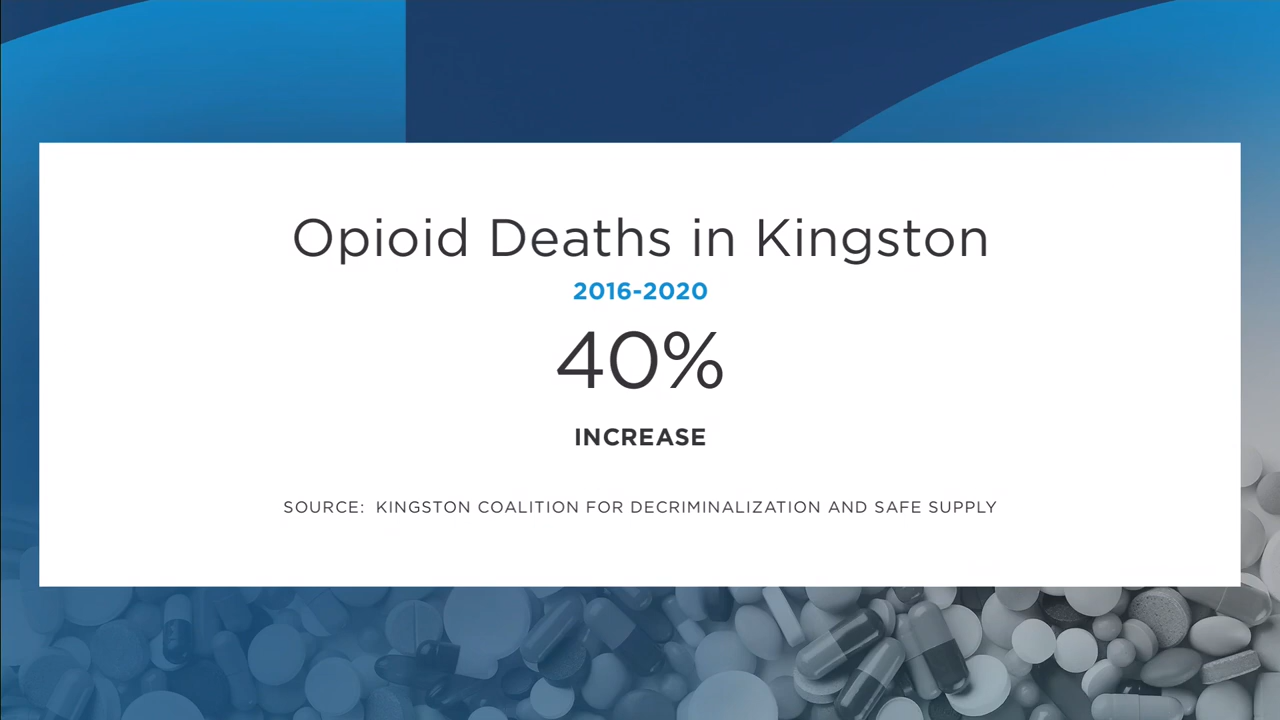 Opioid Deaths in Kingston
2016-2020
40%
INCREASE
SOURCE: KINGSTON COALITION FOR DECRIMINALIZATION AND SAFE SUPPLY